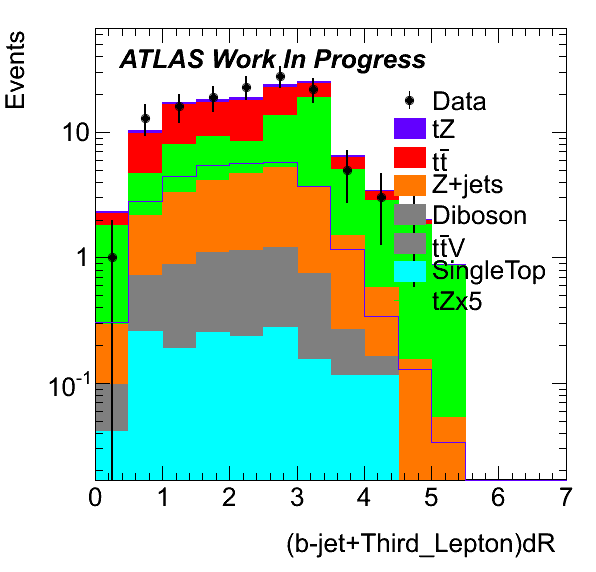 Events
ATLAS Work In Progress
Data
tZ
tt̄
Z+jets
Diboson
tt̄V
SingleTop
tZx5
10
1
10⁻¹
0 1 2 3 4 5 6 7
(b-jet+Third_Lepton)dR